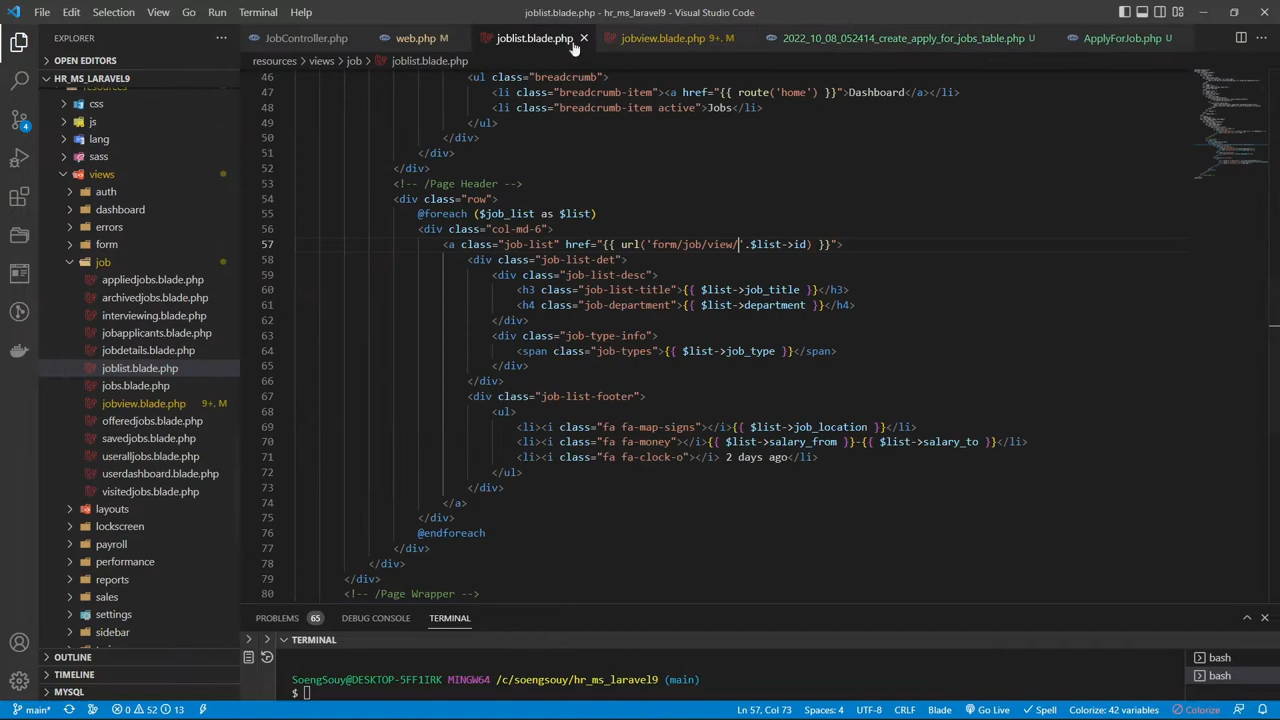 File Edit Selection View Go Run Terminal Help
joblist.blade.php - hr_ms_laravel9 - Visual Studio Code
EXPLORER
JobController.php
web.php M
joblist.blade.php
jobview.blade.php 9+, M
2022_10_08_052414_create_apply_for_jobs_table.php U
ApplyForJob.php U
OPEN EDITORS
HR_MS_LARAVEL9
resources
css
js
lang
sass
views
auth
dashboard
errors
form
job
appliedjobs.blade.php
archivedjobs.blade.php
interviewing.blade.php
jobapplicants.blade.php
jobdetails.blade.php
joblist.blade.php
jobs.blade.php
jobview.blade.php 9+, M
offeredjobs.blade.php
savedjobs.blade.php
useralljobs.blade.php
userdashboard.blade.php
visitedjobs.blade.php
layouts
lockscreen
payroll
performance
reports
sales
settings
sidebar
OUTLINE
TIMELINE
MYSQL
4
resources > views > job > joblist.blade.php
46 <ul class="breadcrumb">
47 <li class="breadcrumb-item"><a href="{{ route('home') }}">Dashboard</a></li>
48 <li class="breadcrumb-item active">Jobs</li>
49 </ul>
50 </div>
51 </div>
52 </div>
53 <!-- /Page Header -->
54 <div class="row">
55 @foreach ($job_list as $list)
56 <div class="col-md-6">
57 <a class="job-list" href="{{ url('form/job/view/'.$list->id) }}">
58 <div class="job-list-det">
59 <div class="job-list-desc">
60 <h3 class="job-list-title">{{ $list->job_title }}</h3>
61 <h4 class="job-department">{{ $list->department }}</h4>
62 </div>
63 <div class="job-type-info">
64 <span class="job-types">{{ $list->job_type }}</span>
65 </div>
66 </div>
67 <div class="job-list-footer">
68 <ul>
69 <li><i class="fa fa-map-signs"></i>{{ $list->job_location }}</li>
70 <li><i class="fa fa-money"></i>{{ $list->salary_from }}-{{ $list->salary_to }}</li>
71 <li><i class="fa fa-clock-o"></i> 2 days ago</li>
72 </ul>
73 </div>
74 </a>
75 </div>
76 @endforeach
77 </div>
78 </div>
79 </div>
80 <!-- /Page Wrapper -->
PROBLEMS 65 DEBUG CONSOLE TERMINAL
TERMINAL
SoengSouy@DESKTOP-5FF1IRK MINGW64 /c/soengsouy/hr_ms_laravel9 (main)
$
bash
bash
main* 0 52 13 Ln 57, Col 73 Spaces: 4 UTF-8 CRLF Blade Go Live Spell Colorize: 42 variables Colorize